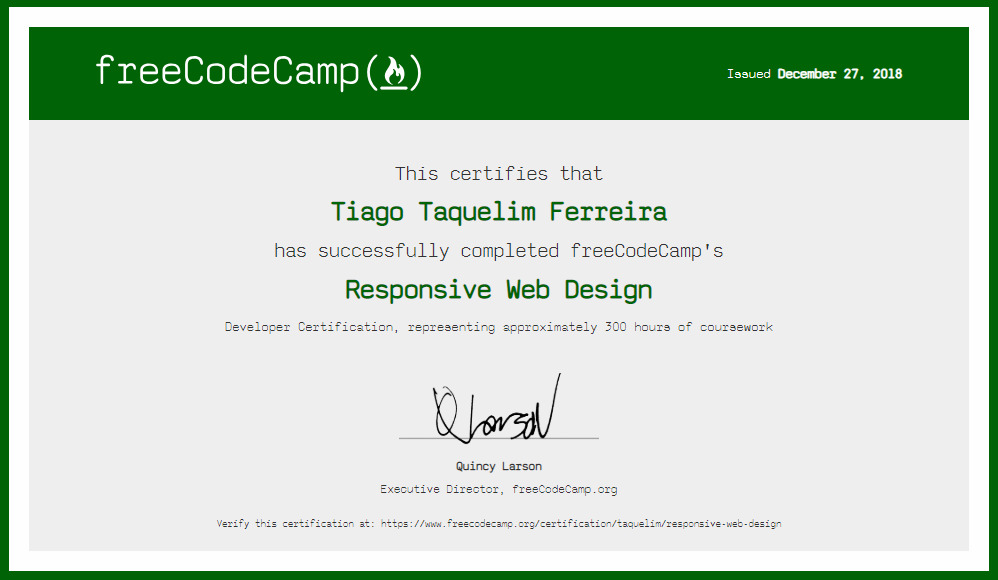 freeCodeCamp(🔥)
Issued December 27, 2018
This certifies that
Tiago Taquelim Ferreira
has successfully completed freeCodeCamp's
Responsive Web Design
Developer Certification, representing approximately 300 hours of coursework
Q Larson
Quincy Larson
Executive Director, freeCodeCamp.org
Verify this certification at: https://www.freecodecamp.org/certification/taquelim/responsive-web-design